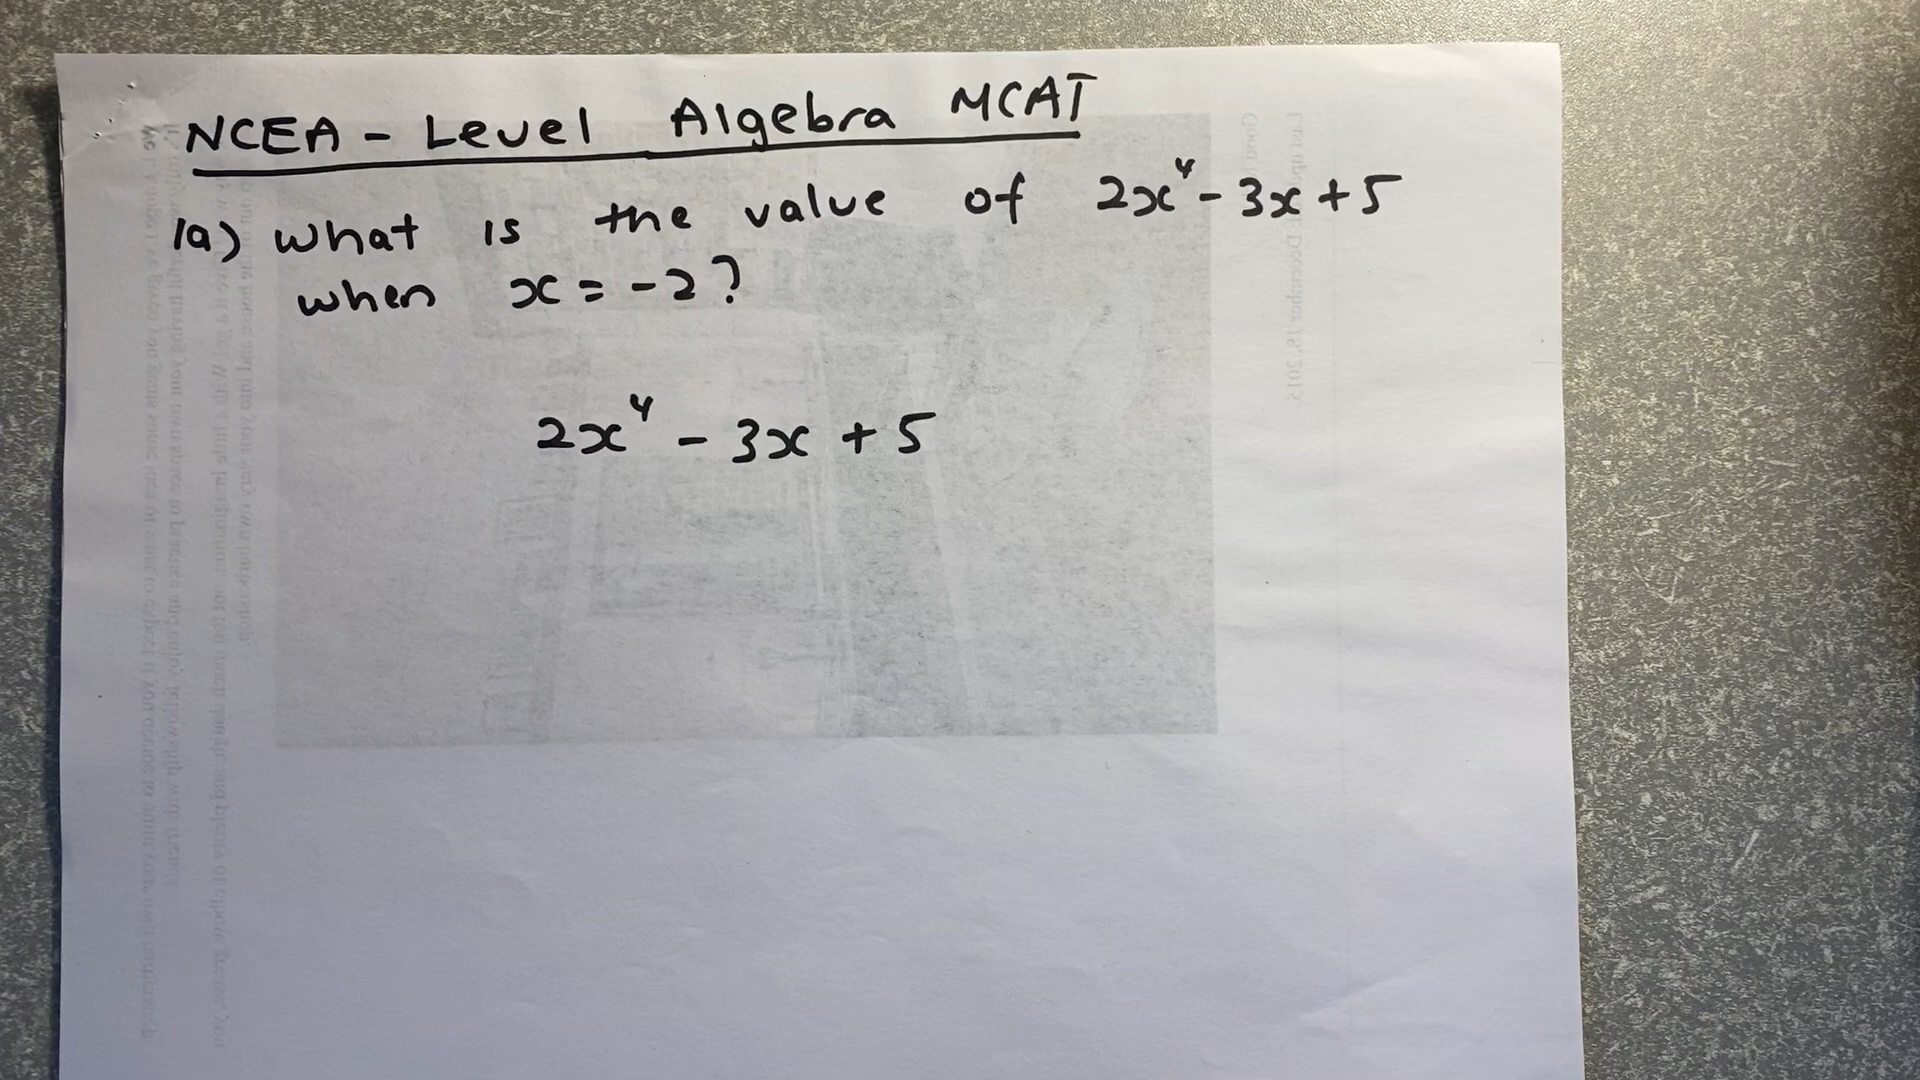 NCEA - Level Algebra MCAT
1a) what is the value of 2x⁴ - 3x + 5
when x = -2?
2x⁴ - 3x + 5